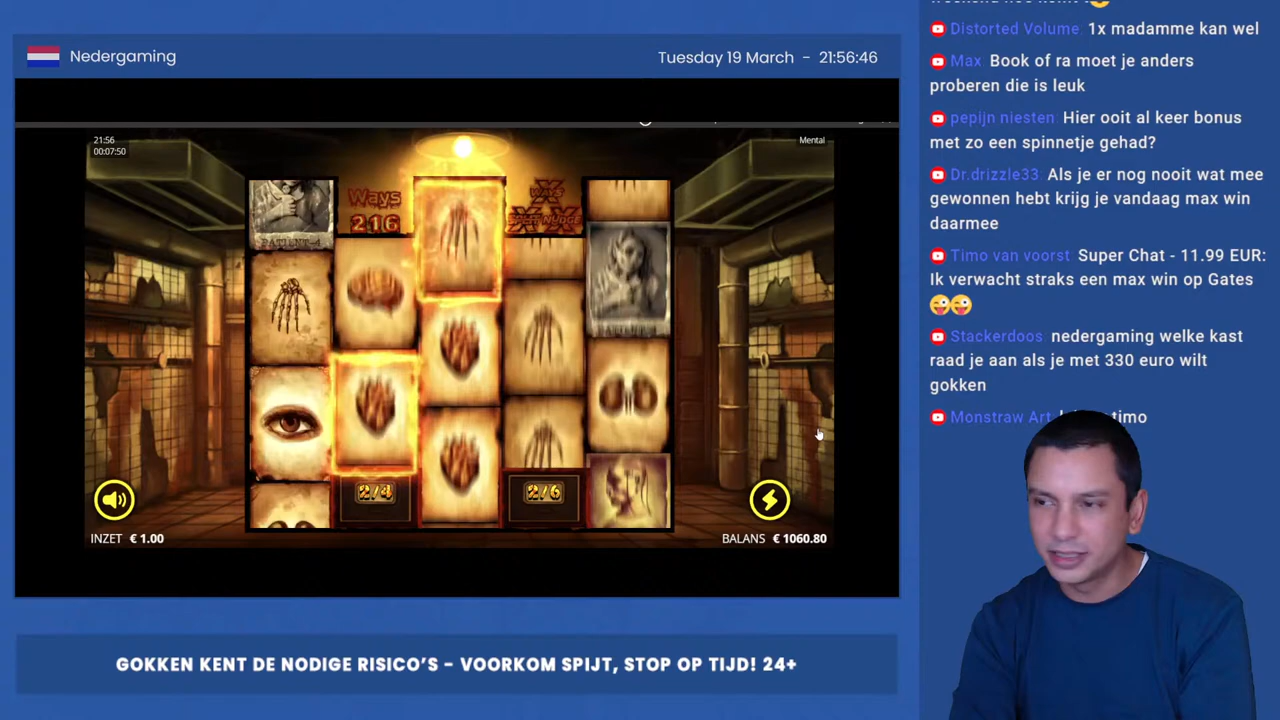 Nedergaming
Tuesday 19 March - 21:56:46
21:56
00:07:50
Mental
Ways
216
WAYS
SPLIT NUDGE
PATIENT-4
2/4
2/6
INZET € 1.00
BALANS € 1060.80
GOKKEN KENT DE NODIGE RISICO'S - VOORKOM SPIJT, STOP OP TIJD! 24+
Distorted Volume: 1x madamme kan wel
Max: Book of ra moet je anders
proberen die is leuk
pepijn niesten: Hier ooit al keer bonus
met zo een spinnetje gehad?
Dr.drizzle33: Als je er nog nooit wat mee
gewonnen hebt krijg je vandaag max win
daarmee
Timo van voorst: Super Chat - 11.99 EUR:
Ik verwacht straks een max win op Gates
😜😜
Stackerdoos: nedergaming welke kast
raad je aan als je met 330 euro wilt
gokken
Monstraw Art timo